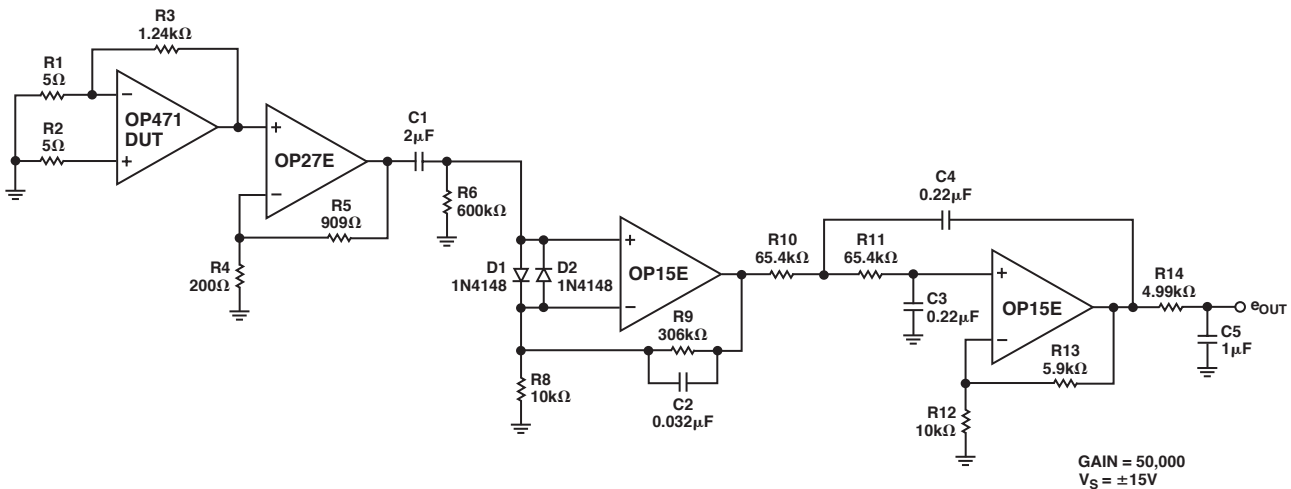 R3
1.24kΩ
R1
5Ω
R2
5Ω
−
+
OP471
DUT
+
−
OP27E
C1
2μF
R5
909Ω
R4
200Ω
R6
600kΩ
D1
1N4148
D2
1N4148
+
−
OP15E
R9
306kΩ
C2
0.032μF
R8
10kΩ
R10
65.4kΩ
R11
65.4kΩ
C4
0.22μF
C3
0.22μF
+
−
OP15E
R13
5.9kΩ
R12
10kΩ
R14
4.99kΩ
eOUT
C5
1μF
GAIN = 50,000
VS = ±15V